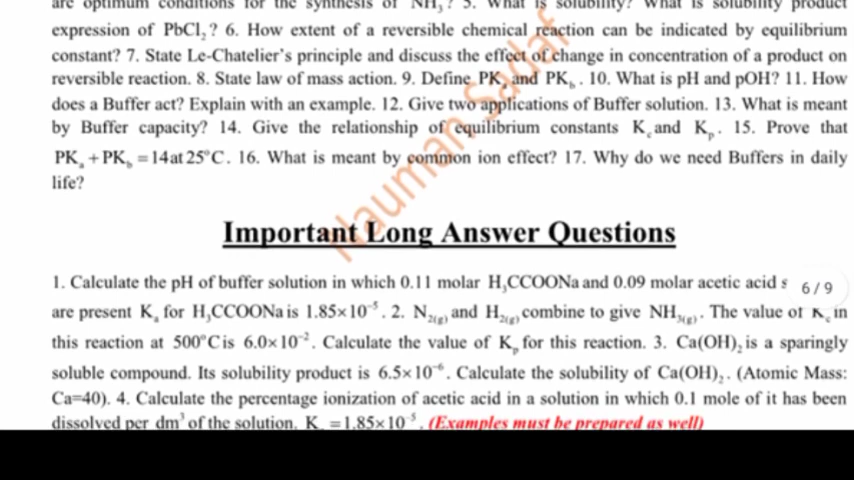 are optimum conditions for the synthesis of NH₃? 5. What is solubility? What is solubility product
expression of PbCl₂? 6. How extent of a reversible chemical reaction can be indicated by equilibrium
constant? 7. State Le-Chatelier's principle and discuss the effect of change in concentration of a product on
reversible reaction. 8. State law of mass action. 9. Define PKₐ and PK_b. 10. What is pH and pOH? 11. How
does a Buffer act? Explain with an example. 12. Give two applications of Buffer solution. 13. What is meant
by Buffer capacity? 14. Give the relationship of equilibrium constants K_c and K_p. 15. Prove that
PKₐ + PK_b = 14 at 25°C. 16. What is meant by common ion effect? 17. Why do we need Buffers in daily
life?
Nauman Sadaf
Important Long Answer Questions
1. Calculate the pH of buffer solution in which 0.11 molar H₃CCOONa and 0.09 molar acetic acid s
6/9
are present Kₐ for H₃CCOONa is 1.85×10⁻⁵. 2. N₂(g) and H₂(g) combine to give NH₃(g). The value of K_c in
this reaction at 500°C is 6.0×10⁻². Calculate the value of K_p for this reaction. 3. Ca(OH)₂ is a sparingly
soluble compound. Its solubility product is 6.5×10⁻⁶. Calculate the solubility of Ca(OH)₂. (Atomic Mass:
Ca=40). 4. Calculate the percentage ionization of acetic acid in a solution in which 0.1 mole of it has been
dissolved per dm³ of the solution. K =1.85×10⁻⁵. (Examples must be prepared as well)